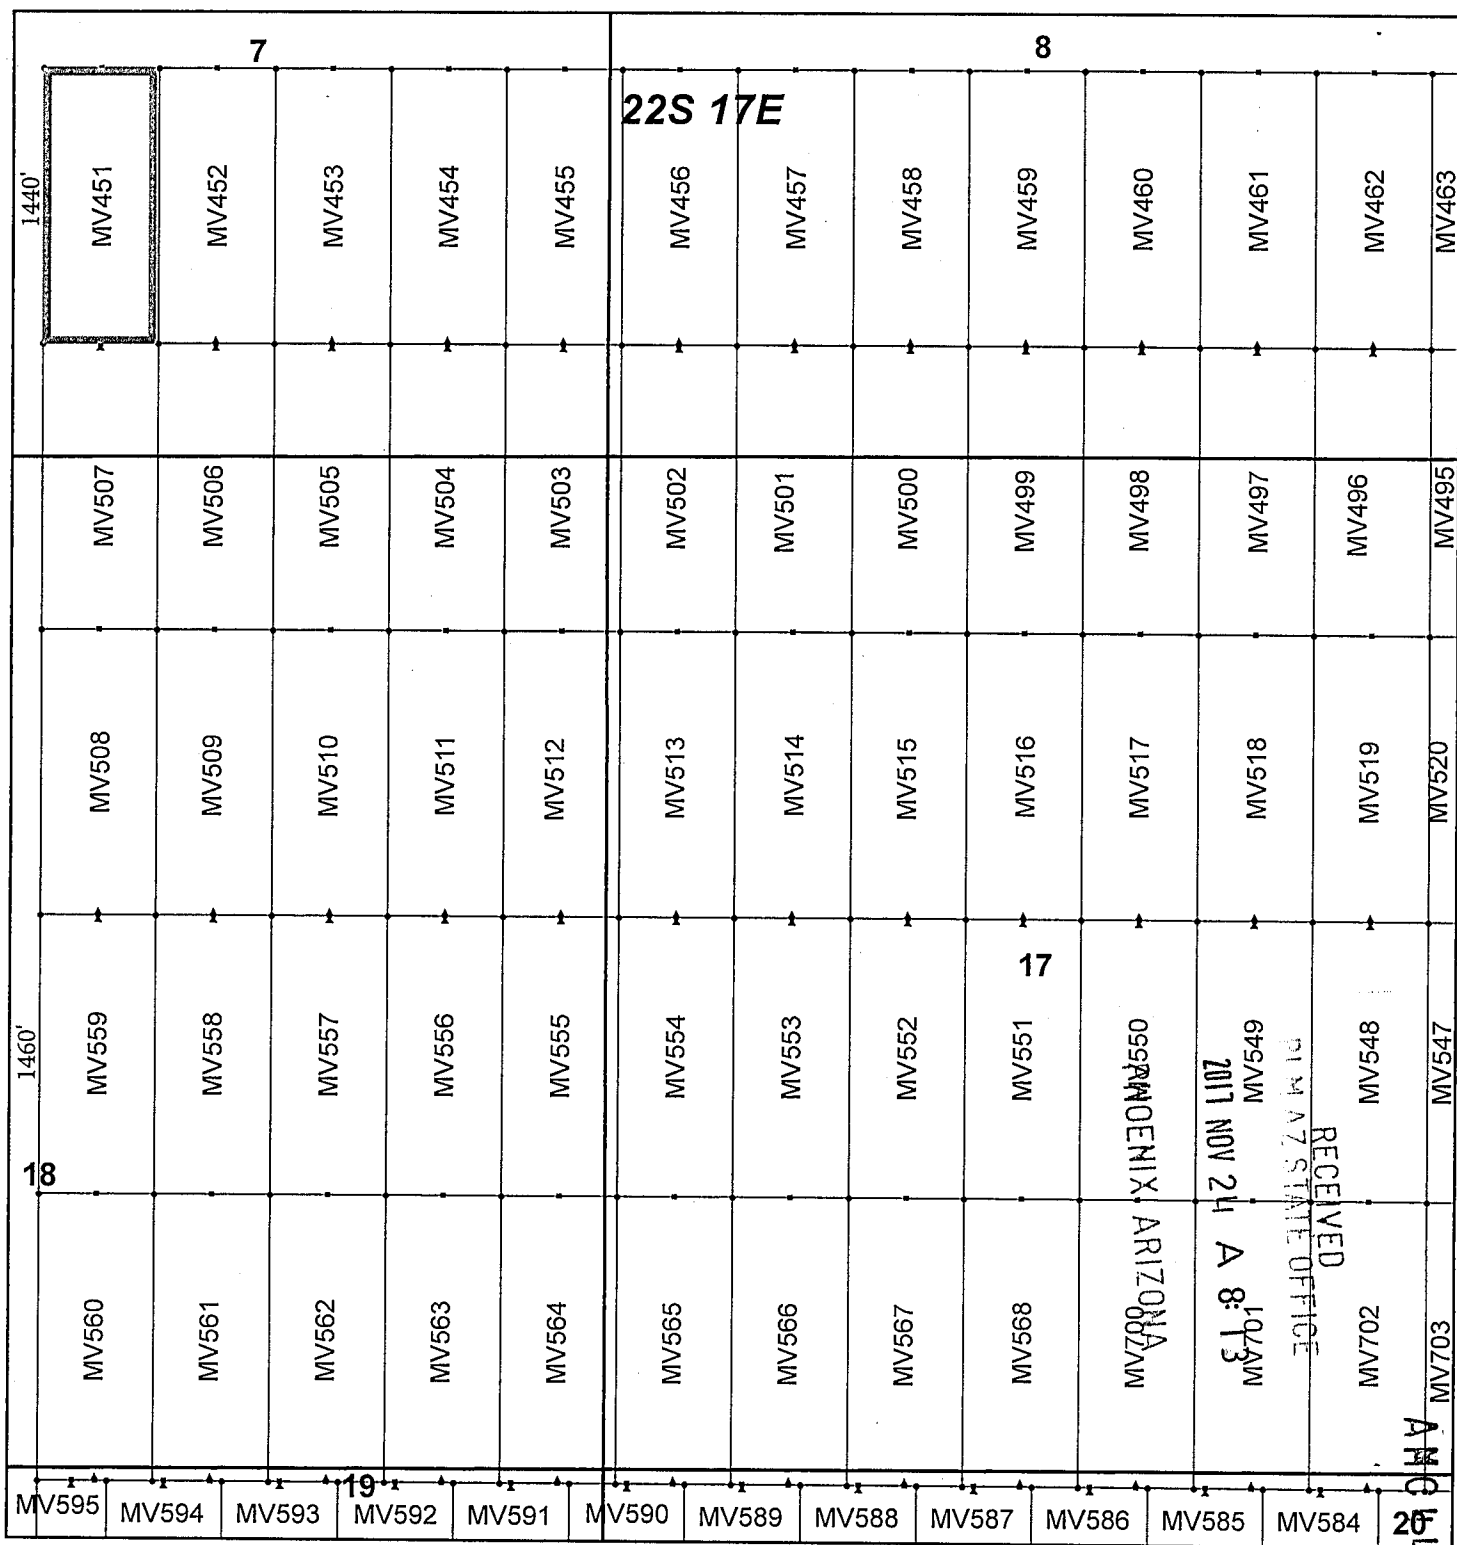 7 8
22S 17E
1440'
MV451 MV452 MV453 MV454 MV455 MV456 MV457 MV458 MV459 MV460 MV461 MV462 MV463
MV507 MV506 MV505 MV504 MV503 MV502 MV501 MV500 MV499 MV498 MV497 MV496 MV495
MV508 MV509 MV510 MV511 MV512 MV513 MV514 MV515 MV516 MV517 MV518 MV519 MV520
17
1460'
MV559 MV558 MV557 MV556 MV555 MV554 MV553 MV552 MV551 MV550 MV549 MV548 MV547
18
MV560 MV561 MV562 MV563 MV564 MV565 MV566 MV567 MV568 MV700 MV701 MV702 MV703
RECEIVED
BLM AZ STATE OFFICE
2017 NOV 24 A 8:13
PHOENIX ARIZONA
19
MV595 MV594 MV593 MV592 MV591 MV590 MV589 MV588 MV587 MV586 MV585 MV584 20